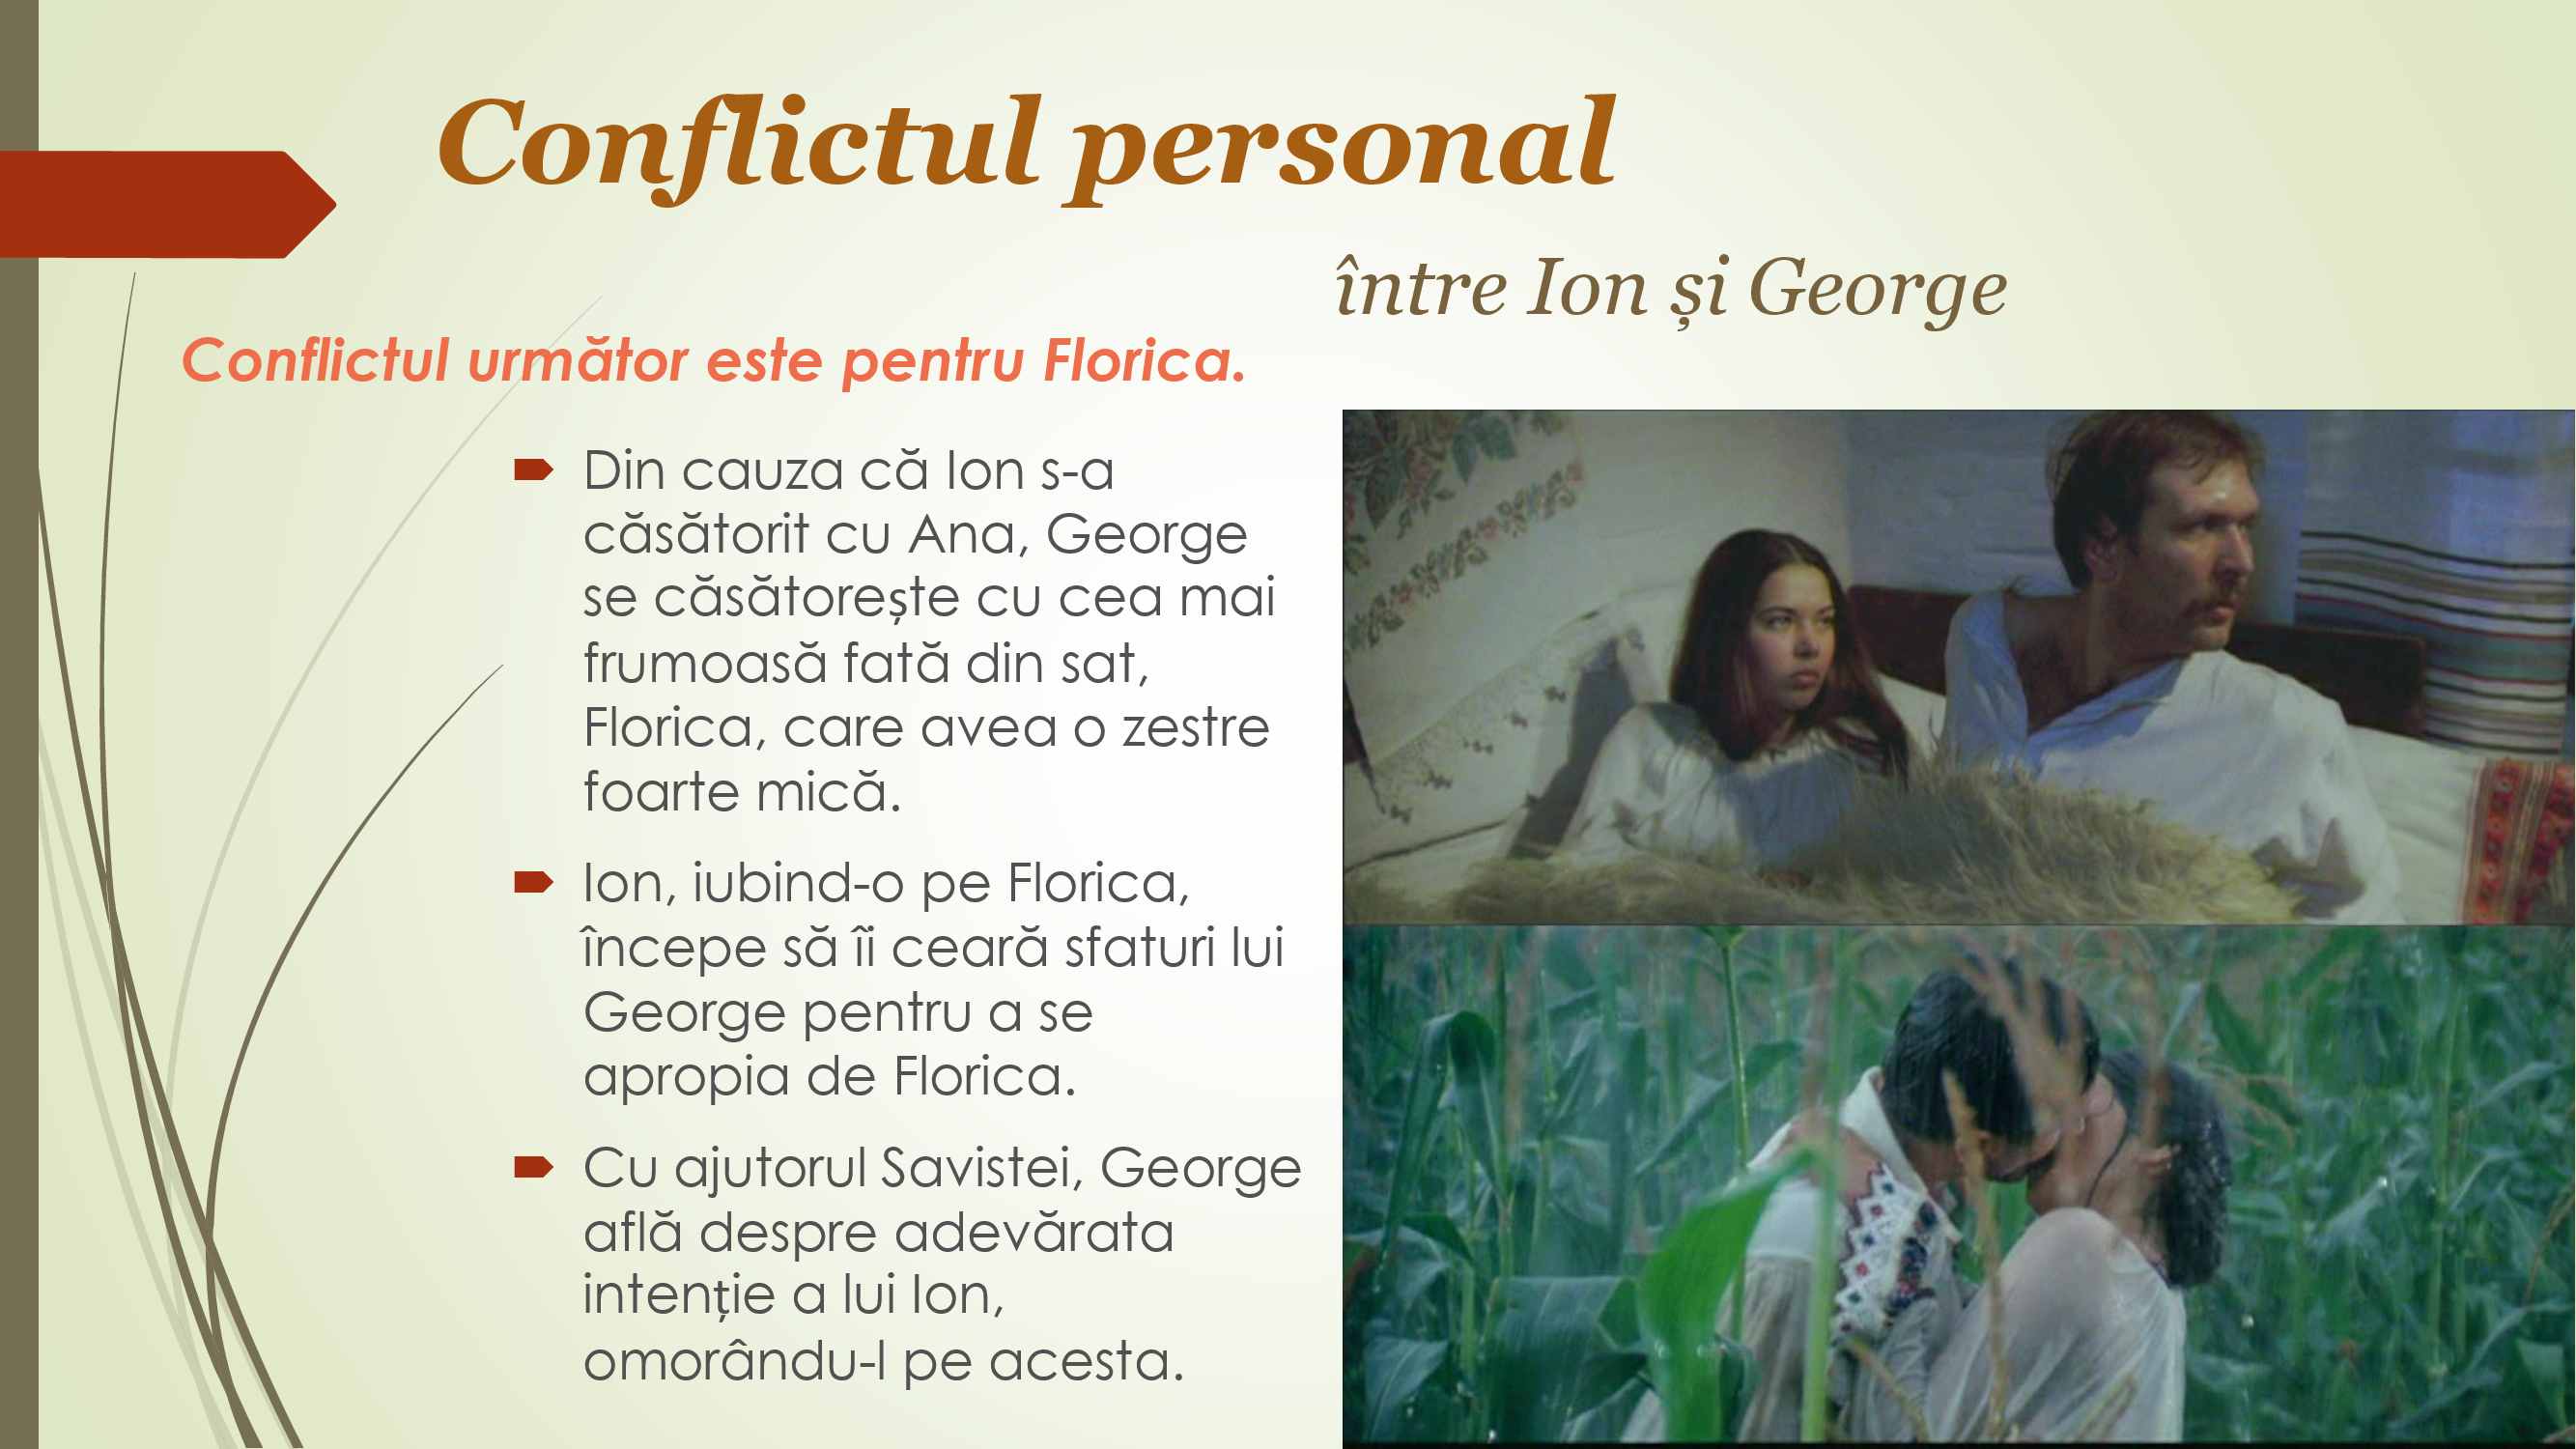 Conflictul personal
între Ion și George
Conflictul următor este pentru Florica.
Din cauza că Ion s-a
căsătorit cu Ana, George
se căsătorește cu cea mai
frumoasă fată din sat,
Florica, care avea o zestre
foarte mică.
Ion, iubind-o pe Florica,
începe să îi ceară sfaturi lui
George pentru a se
apropia de Florica.
Cu ajutorul Savistei, George
află despre adevărata
intenție a lui Ion,
omorându-l pe acesta.